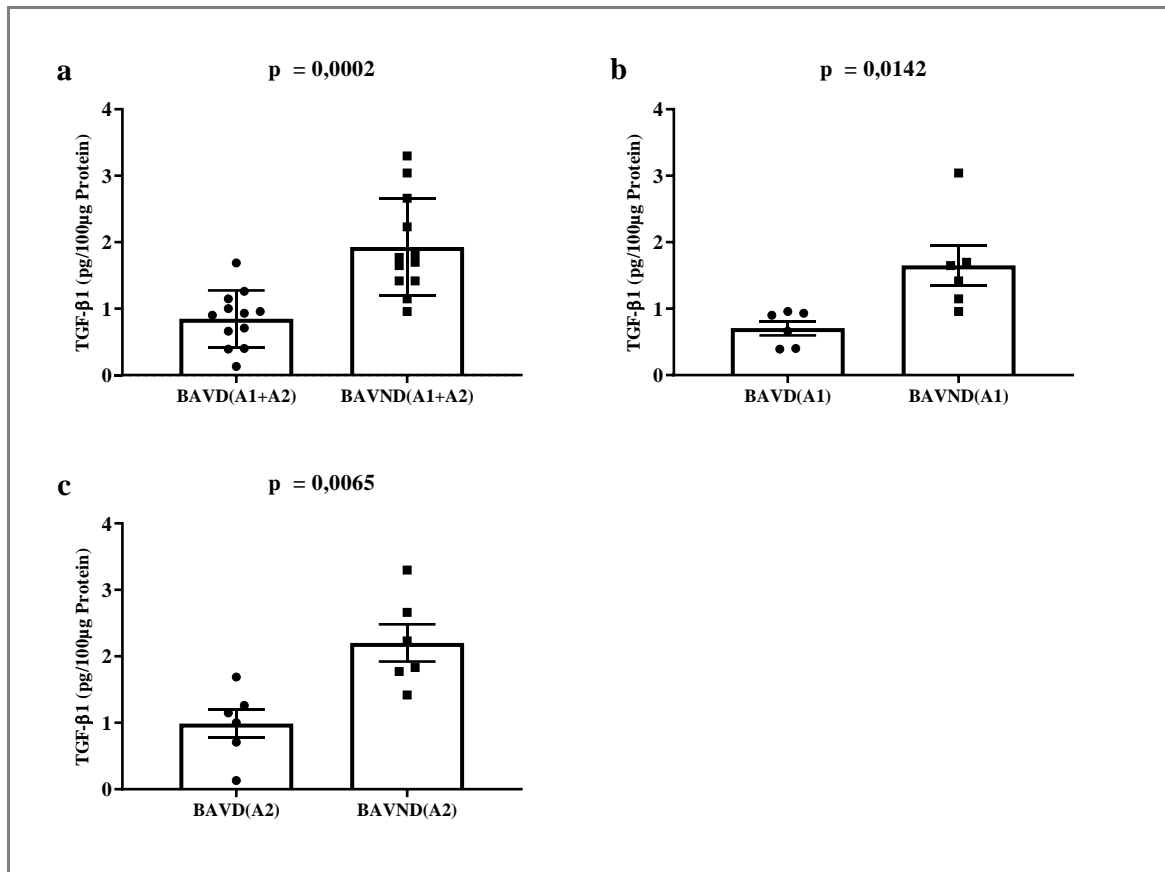 a
p = 0,0002
TGF-β1 (pg/100µg Protein)
4
3
2
1
0
BAVD(A1+A2)
BAVND(A1+A2)
b
p = 0,0142
TGF-β1 (pg/100µg Protein)
4
3
2
1
0
BAVD(A1)
BAVND(A1)
c
p = 0,0065
TGF-β1 (pg/100µg Protein)
4
3
2
1
0
BAVD(A2)
BAVND(A2)